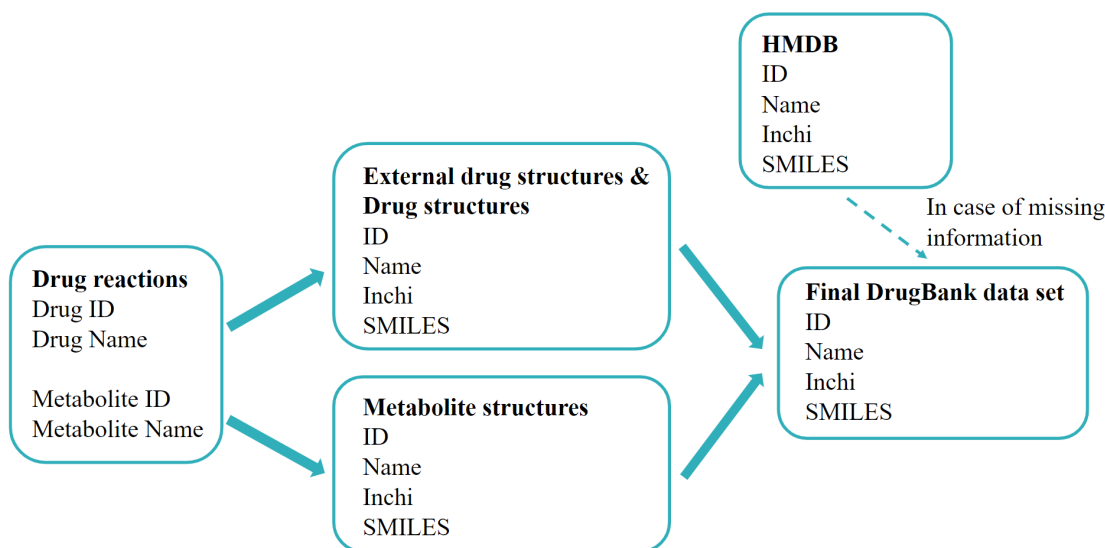 Drug reactions
Drug ID
Drug Name
Metabolite ID
Metabolite Name
External drug structures &
Drug structures
ID
Name
Inchi
SMILES
Metabolite structures
ID
Name
Inchi
SMILES
HMDB
ID
Name
Inchi
SMILES
In case of missing
information
Final DrugBank data set
ID
Name
Inchi
SMILES